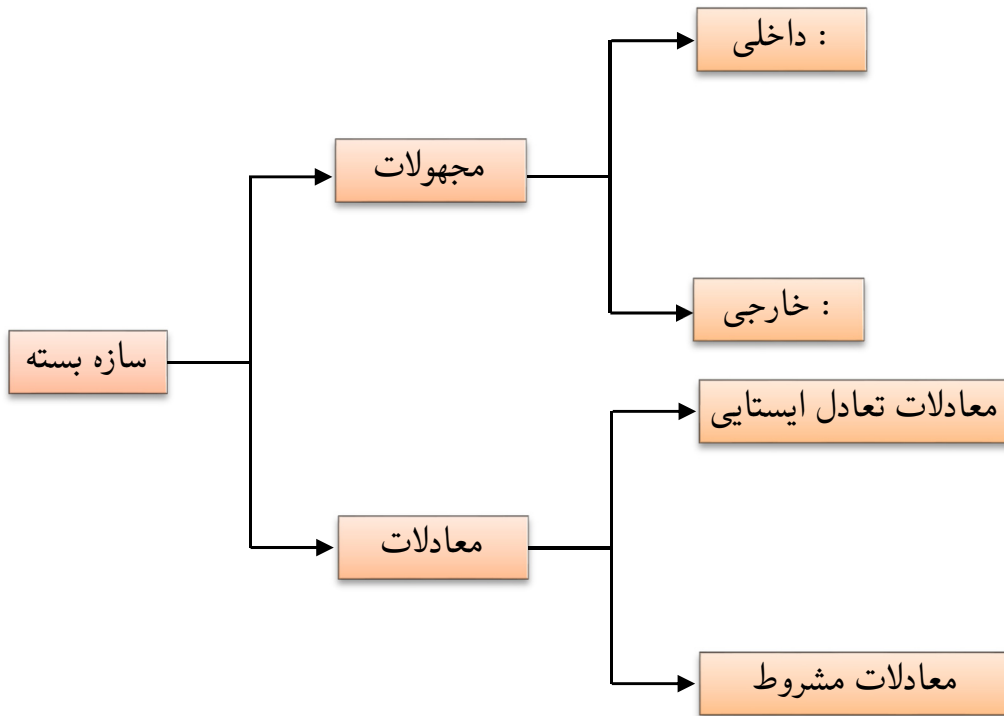 داخلی :
مجهولات
خارجی :
سازه بسته
معادلات تعادل ایستایی
معادلات
معادلات مشروط